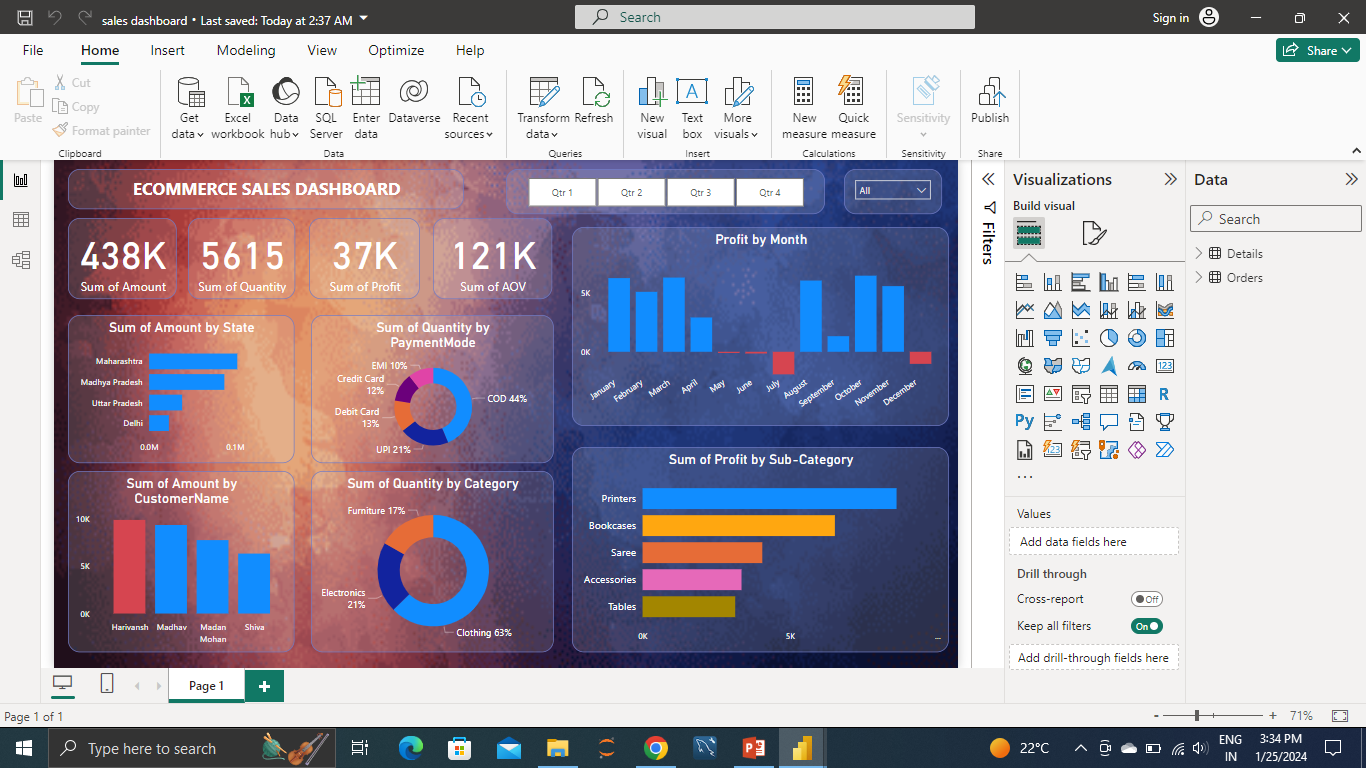 sales dashboard • Last saved: Today at 2:37 AM
Search
Sign in
File Home Insert Modeling View Optimize Help
Share
Paste
Cut
Copy
Format painter
Clipboard
Get data
Excel workbook
Data hub
SQL Server
Enter data
Dataverse
Recent sources
Data
Transform data
Refresh
Queries
New visual
Text box
More visuals
Insert
New measure
Quick measure
Calculations
Sensitivity
Sensitivity
Publish
Share
ECOMMERCE SALES DASHBOARD
Qtr 1 Qtr 2 Qtr 3 Qtr 4
All
438K
Sum of Amount
5615
Sum of Quantity
37K
Sum of Profit
121K
Sum of AOV
Profit by Month
5K
0K
January February March April May June July August September October November December
Sum of Amount by State
Maharashtra
Madhya Pradesh
Uttar Pradesh
Delhi
0.0M 0.1M
Sum of Quantity by
PaymentMode
EMI 10%
Credit Card
12%
Debit Card
13%
UPI 21%
COD 44%
Sum of Amount by
CustomerName
10K
5K
0K
Harivansh Madhav Madan Mohan Shiva
Sum of Quantity by Category
Furniture 17%
Electronics
21%
Clothing 63%
Sum of Profit by Sub-Category
Printers
Bookcases
Saree
Accessories
Tables
0K 5K
Filters
Visualizations
Build visual
123
R
Py
123
...
Values
Add data fields here
Drill through
Cross-report
Off
Keep all filters
On
Add drill-through fields here
Data
Search
Details
Orders
Page 1
+
Page 1 of 1
- + 71%
Type here to search
22°C
ENG
IN
3:34 PM
1/25/2024